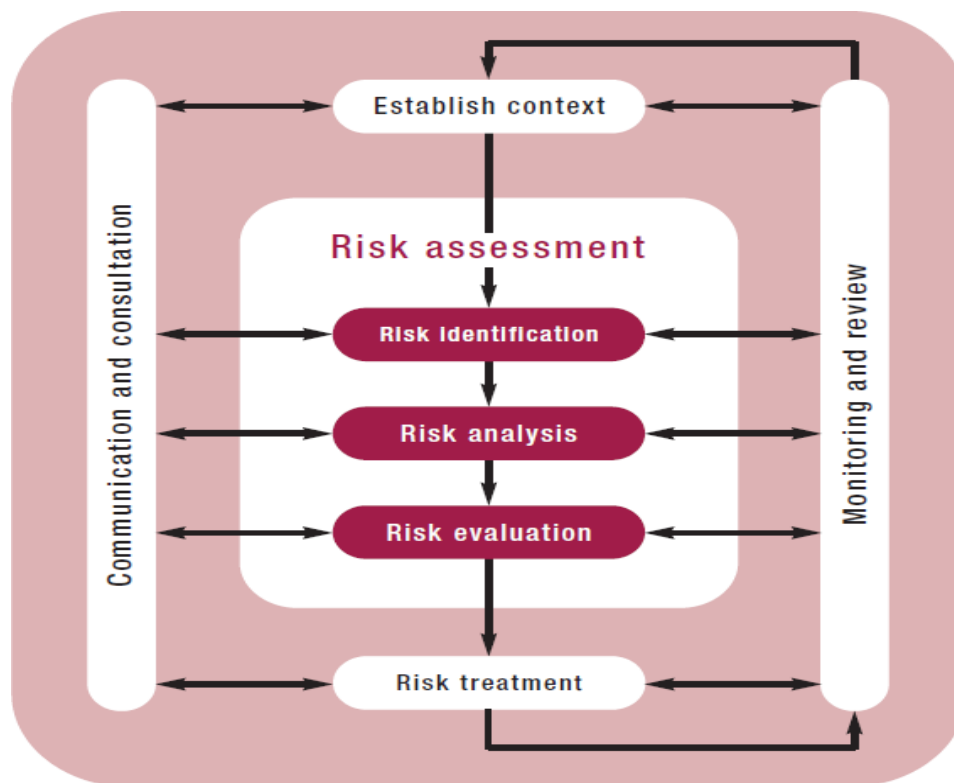 Establish context
Communication and consultation
Risk assessment
Risk identification
Risk analysis
Risk evaluation
Monitoring and review
Risk treatment